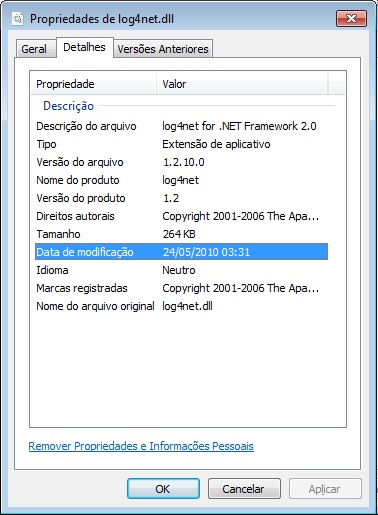 Propriedades de log4net.dll
Geral Detalhes Versões Anteriores
Propriedade Valor
Descrição
Descrição do arquivo log4net for .NET Framework 2.0
Tipo Extensão de aplicativo
Versão do arquivo 1.2.10.0
Nome do produto log4net
Versão do produto 1.2
Direitos autorais Copyright 2001-2006 The Apa...
Tamanho 264 KB
Data de modificação 24/05/2010 03:31
Idioma Neutro
Marcas registradas Copyright 2001-2006 The Apa...
Nome do arquivo original log4net.dll
Remover Propriedades e Informações Pessoais
OK Cancelar Aplicar